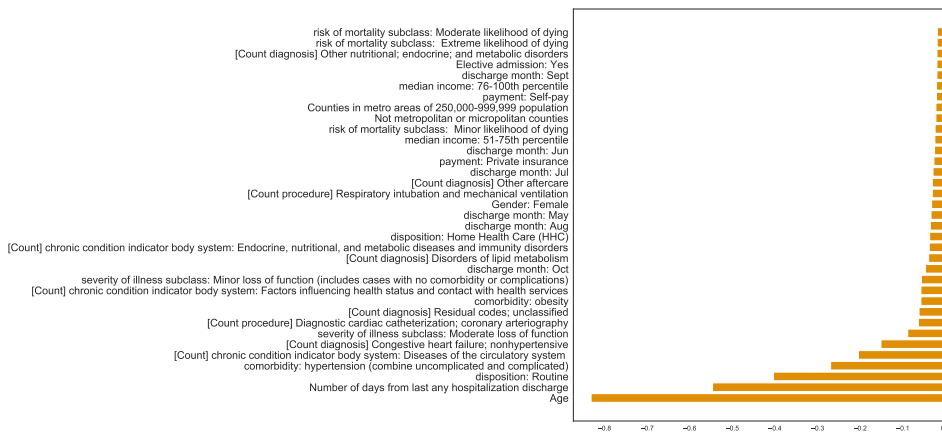 risk of mortality subclass: Moderate likelihood of dying
risk of mortality subclass:  Extreme likelihood of dying
[Count diagnosis] Other nutritional; endocrine; and metabolic disorders
Elective admission: Yes
discharge month: Sept
median income: 76-100th percentile
payment: Self-pay
Counties in metro areas of 250,000-999,999 population
Not metropolitan or micropolitan counties
risk of mortality subclass:  Minor likelihood of dying
median income: 51-75th percentile
discharge month: Jun
payment: Private insurance
discharge month: Jul
[Count diagnosis] Other aftercare
[Count procedure] Respiratory intubation and mechanical ventilation
Gender: Female
discharge month: May
discharge month: Aug
disposition: Home Health Care (HHC)
[Count] chronic condition indicator body system: Endocrine, nutritional, and metabolic diseases and immunity disorders
[Count diagnosis] Disorders of lipid metabolism
discharge month: Oct
severity of illness subclass: Minor loss of function (includes cases with no comorbidity or complications)
[Count] chronic condition indicator body system: Factors influencing health status and contact with health services
comorbidity: obesity
[Count diagnosis] Residual codes; unclassified
[Count procedure] Diagnostic cardiac catheterization; coronary arteriography
severity of illness subclass: Moderate loss of function
[Count diagnosis] Congestive heart failure; nonhypertensive
[Count] chronic condition indicator body system: Diseases of the circulatory system
comorbidity: hypertension (combine uncomplicated and complicated)
disposition: Routine
Number of days from last any hospitalization discharge
Age
−0.8 −0.7 −0.6 −0.5 −0.4 −0.3 −0.2 −0.1